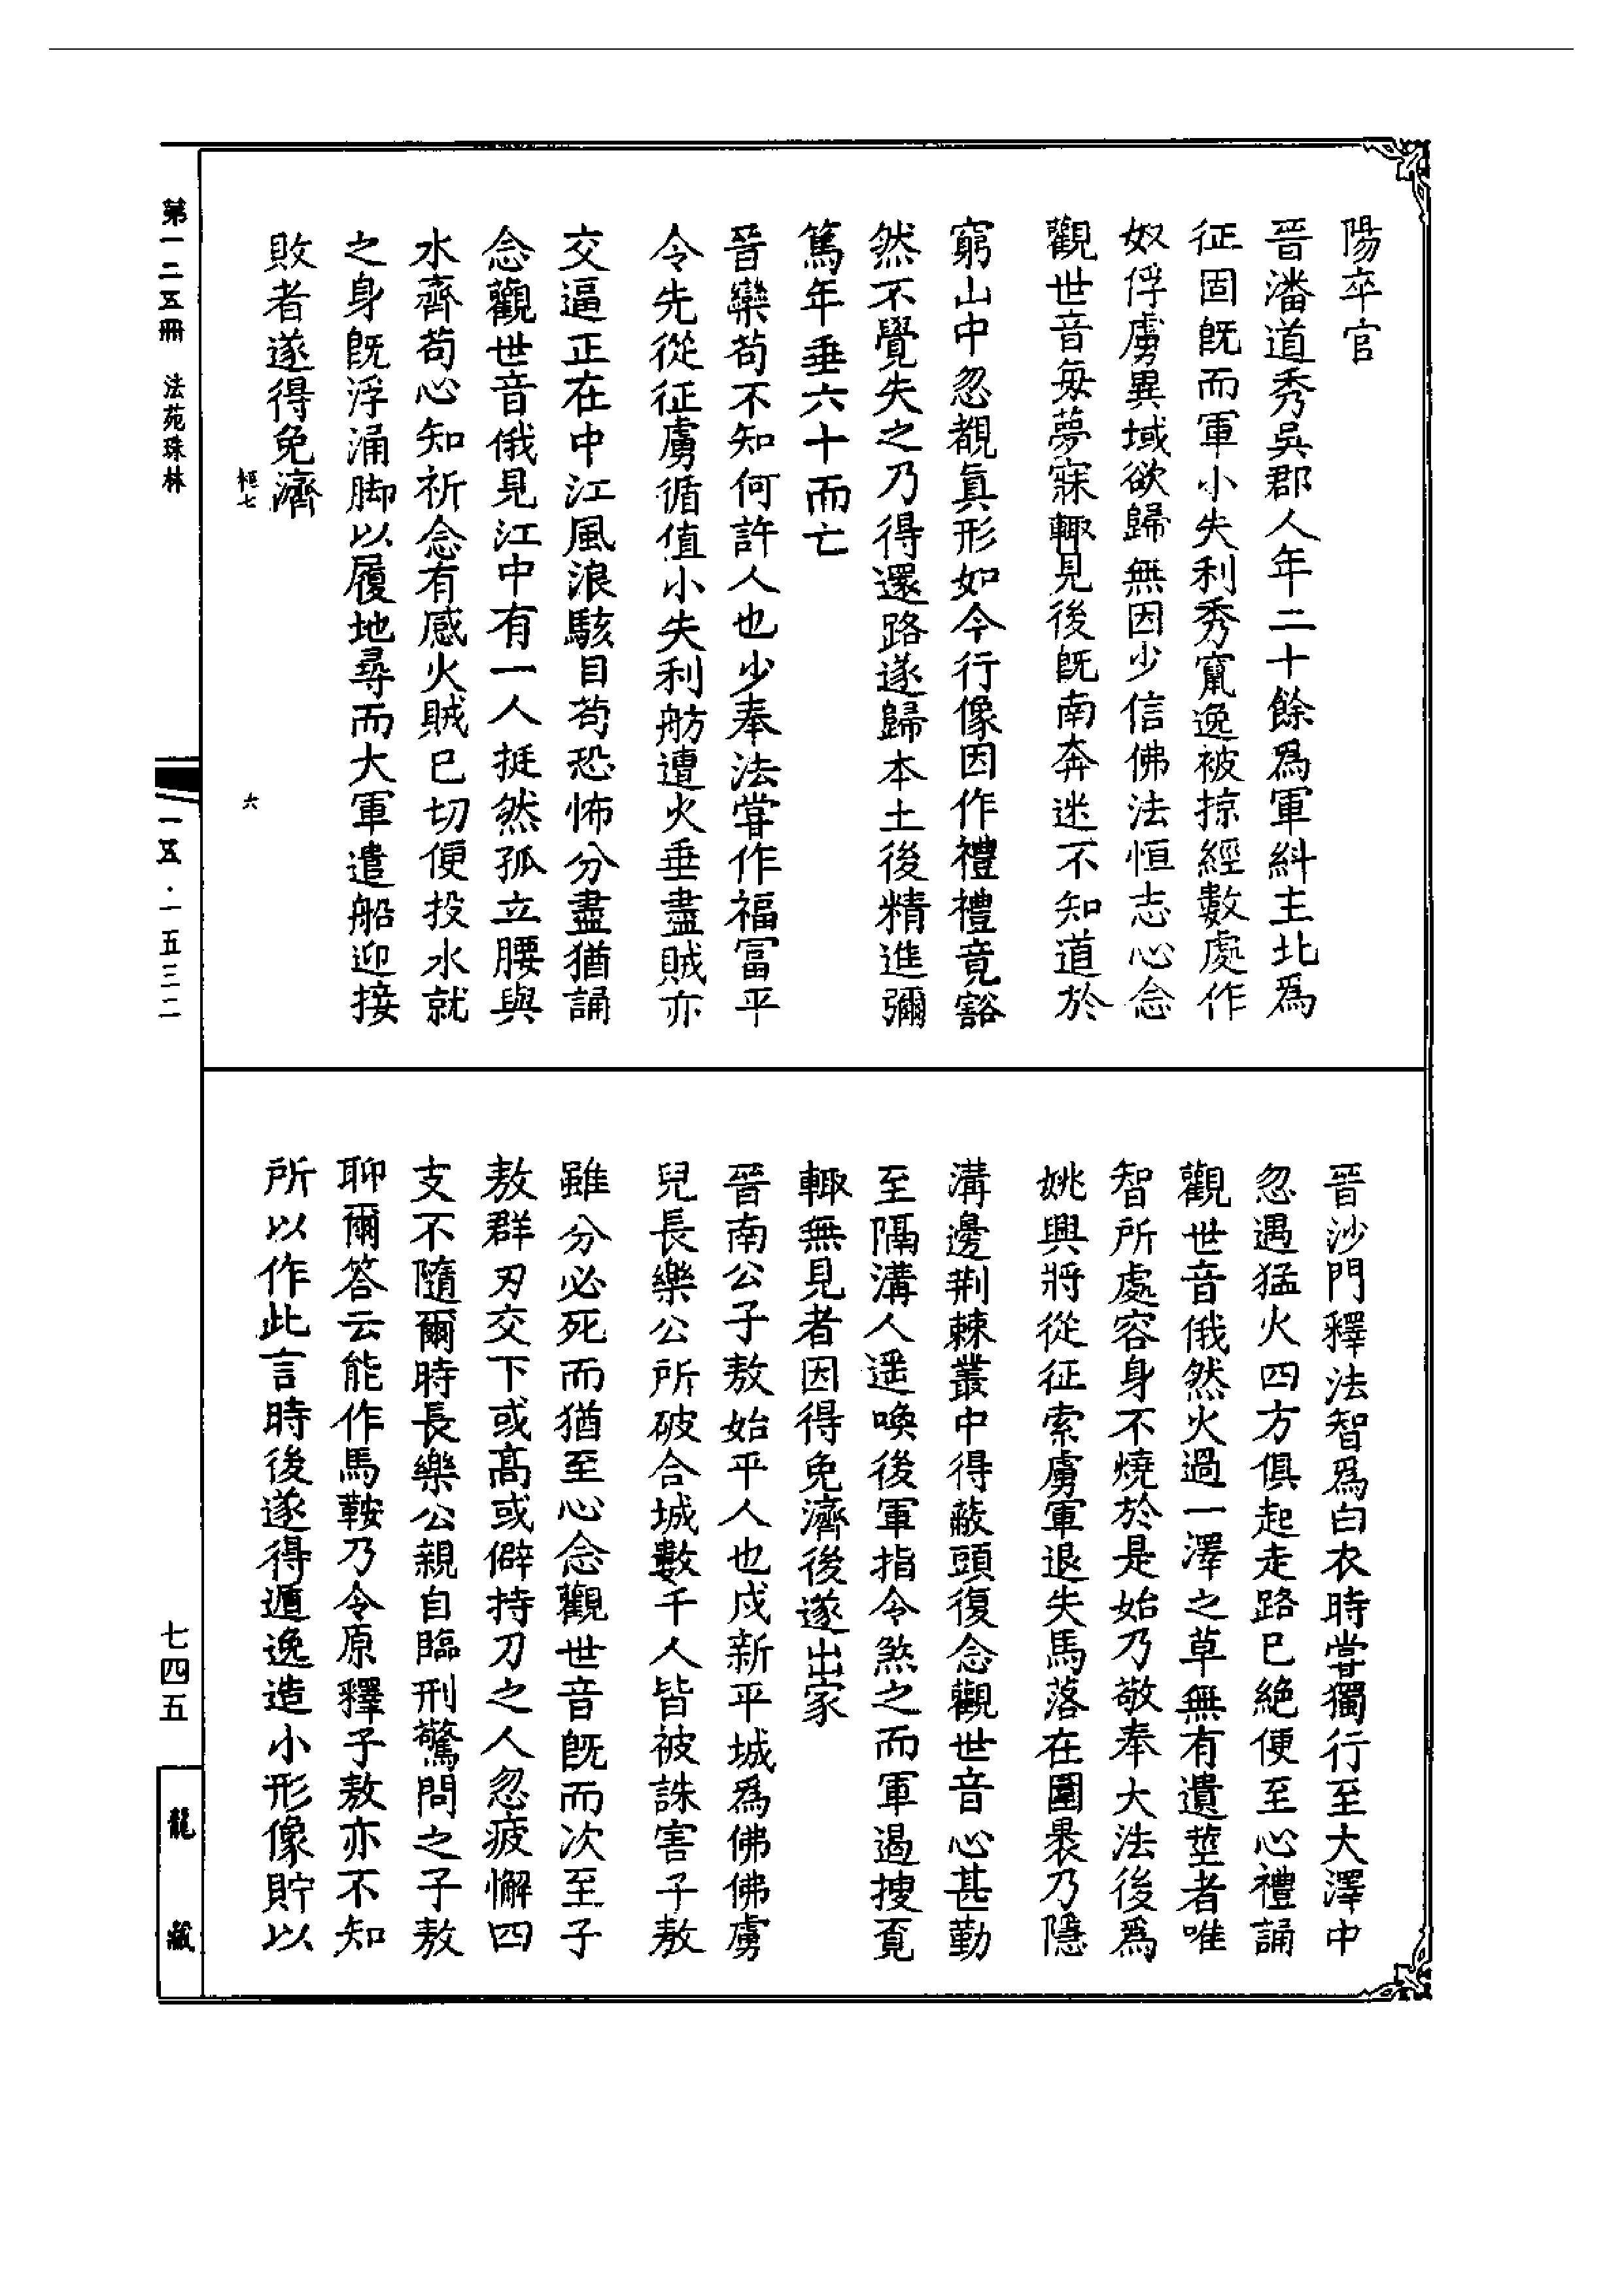 陽卒官
晉潘道秀吳郡人年二十餘爲軍糾主北爲
征固旣而軍小失利秀竄逸被掠經數處作
奴俘虜異域欲歸無因少信佛法恒志心念
觀世音每夢寐輒見後旣南奔迷不知道於
窮山中忽覩眞形如今行像因作禮禮竟豁
然不覺失之乃得還路遂歸本土後精進彌
篤年垂六十而亡
晉欒苟不知何許人也少奉法甞作福富平
令先從征虜循值小失利舫遭火垂盡賊亦
交逼正在中江風浪駭目苟恐怖分盡猶誦
念觀世音俄見江中有一人挺然孤立腰與
水齊苟心知祈念有感火賊已切便投水就
之身旣浮涌脚以履地尋而大軍遣船迎接
敗者遂得免濟
六
晉沙門釋法智爲白衣時甞獨行至大澤中
忽遇猛火四方俱起走路已絶便至心禮誦
觀世音俄然火過一澤之草無有遺莖者唯
智所處容身不燒於是始乃敬奉大法後爲
姚興將從征索虜軍退失馬落在圍裏乃隱
溝邊荆棘叢中得蔽頭復念觀世音心甚勤
至隔溝人遥喚後軍指令煞之而軍過搜覔
輒無見者因得免濟後遂出家
晉南公子敖始平人也戍新平城爲佛佛虜
兒長樂公所破合城數千人皆被誅害子敖
雖分必死而猶至心念觀世音旣而次至子
敖群刃交下或髙或僻持刀之人忽疲懈四
支不隨爾時長樂公親自臨刑驚問之子敖
聊爾答云能作馬鞍乃令原釋子敖亦不知
所以作此言時後遂得遁逸造小形像貯以
第一二五冊　法苑珠林
一五三二
七四五
龍藏